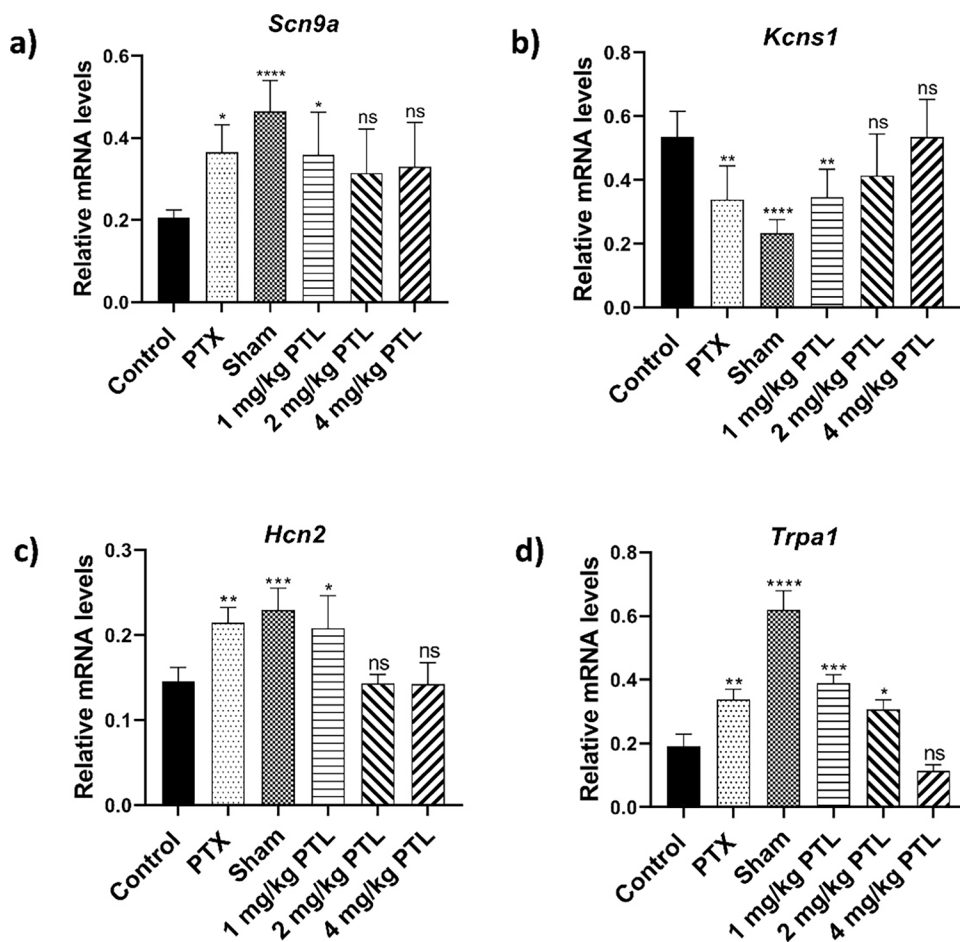 a)
Scn9a
Relative mRNA levels
0.6
0.4
0.2
0.0
*
****
*
ns
ns
Control
PTX
Sham
1 mg/kg PTL
2 mg/kg PTL
4 mg/kg PTL
b)
Kcns1
Relative mRNA levels
0.8
0.6
0.4
0.2
0.0
**
****
**
ns
ns
Control
PTX
Sham
1 mg/kg PTL
2 mg/kg PTL
4 mg/kg PTL
c)
Hcn2
Relative mRNA levels
0.3
0.2
0.1
0.0
**
***
*
ns
ns
Control
PTX
Sham
1 mg/kg PTL
2 mg/kg PTL
4 mg/kg PTL
d)
Trpa1
Relative mRNA levels
0.8
0.6
0.4
0.2
0.0
**
****
***
*
ns
Control
PTX
Sham
1 mg/kg PTL
2 mg/kg PTL
4 mg/kg PTL